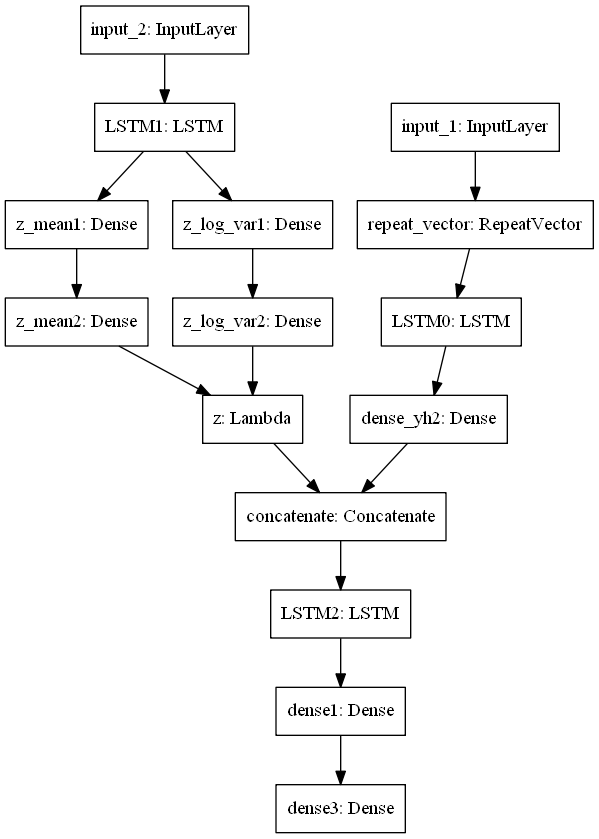 input_2: InputLayer
LSTM1: LSTM
input_1: InputLayer
z_mean1: Dense
z_log_var1: Dense
repeat_vector: RepeatVector
z_mean2: Dense
z_log_var2: Dense
LSTM0: LSTM
z: Lambda
dense_yh2: Dense
concatenate: Concatenate
LSTM2: LSTM
dense1: Dense
dense3: Dense